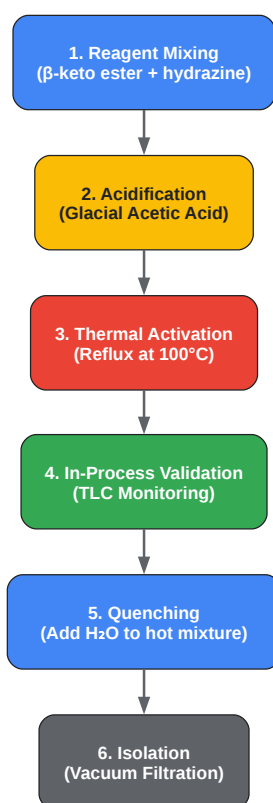 1. Reagent Mixing
(β-keto ester + hydrazine)
2. Acidification
(Glacial Acetic Acid)
3. Thermal Activation
(Reflux at 100°C)
4. In-Process Validation
(TLC Monitoring)
5. Quenching
(Add H₂O to hot mixture)
6. Isolation
(Vacuum Filtration)